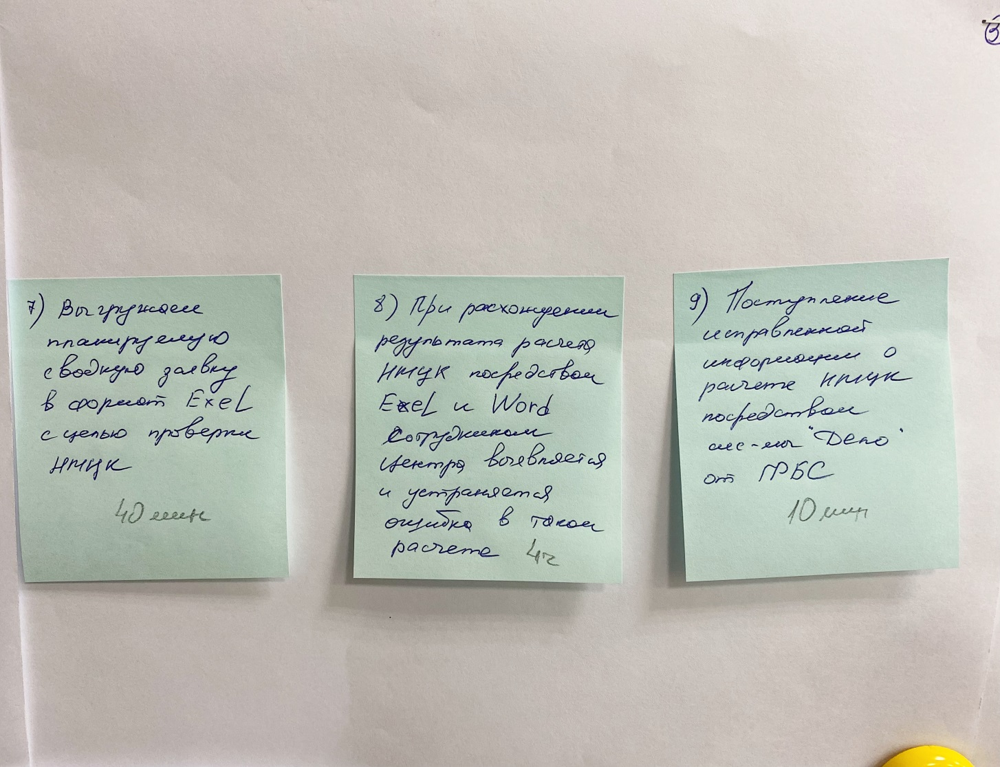 3
7) Выгружаем
планируемую
сводную заявку
в формат ExeL
с целью проверки
НМЦК
40 мин
8) При расхождении
результата расчета
НМЦК посредством
ExeL и Word
Сотрудником
Центра выявляется
и устраняется
ошибка в таком
расчете 4ч
9) Поступление
исправленной
информации о
расчете НМЦК
посредством
сис-мы "Дело"
от ГРБС
10 мин